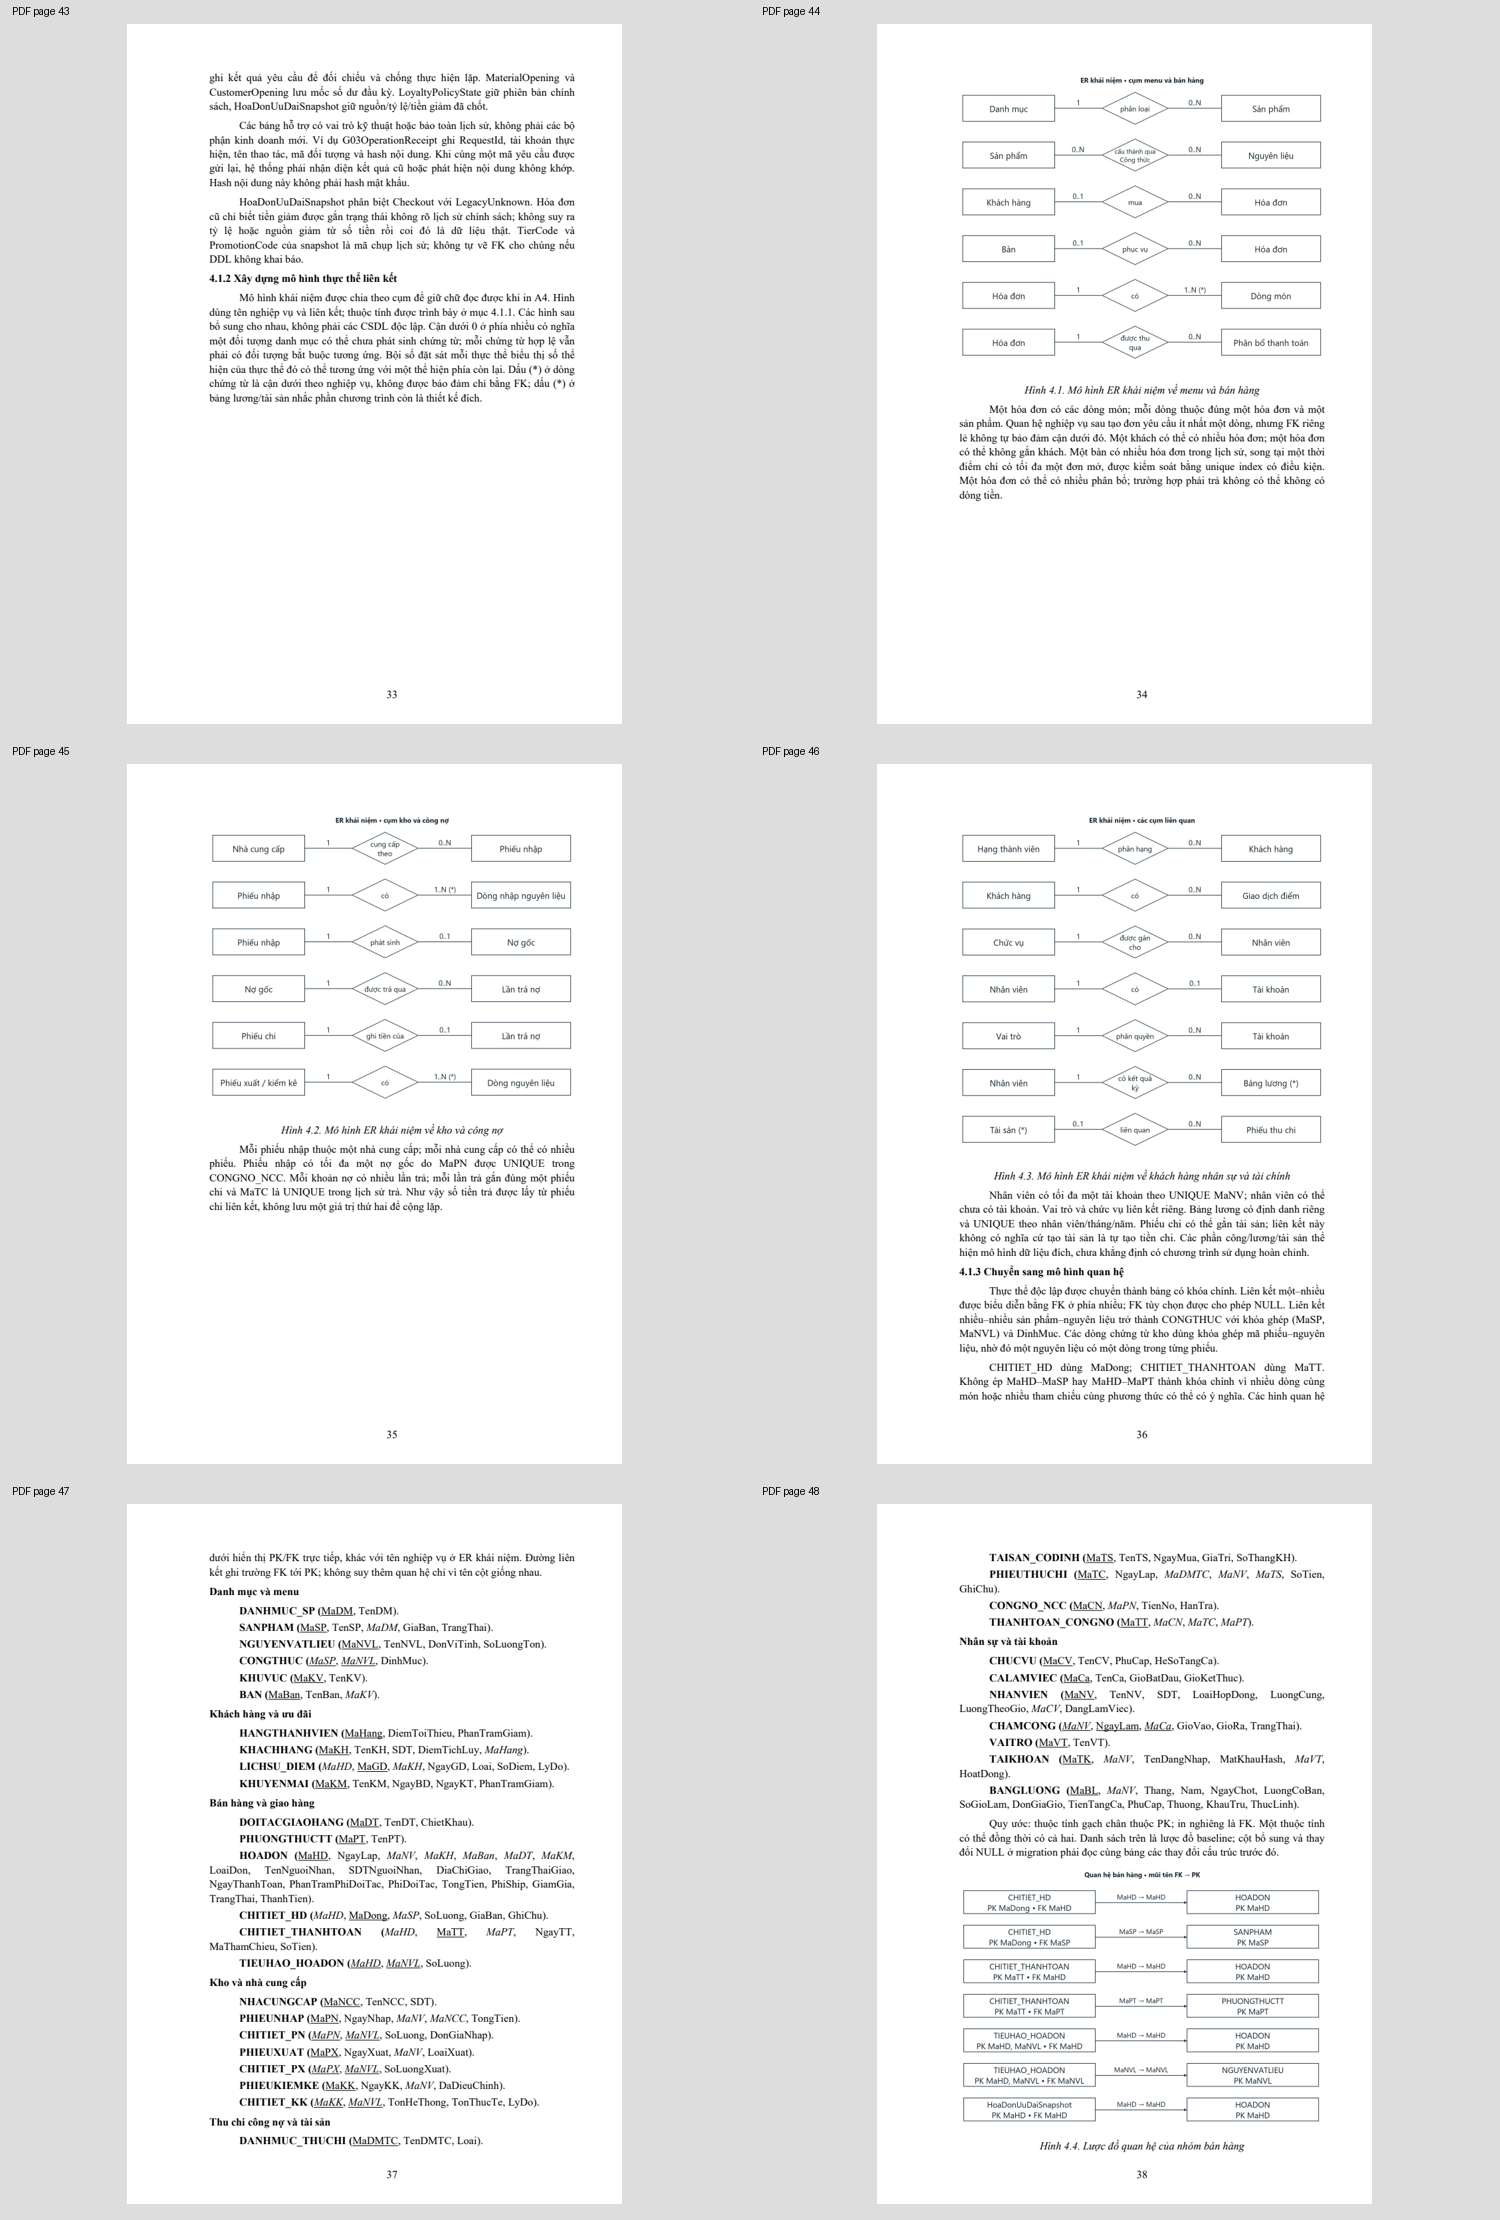 PDF page 43
ghi kết quả yêu cầu để đối chiếu và chống thực hiện lặp. MaterialOpening và
CustomerOpening lưu mốc số dư đầu kỳ. LoyaltyPolicyState giữ phiên bản chính
sách, HoaDonUuDaiSnapshot giữ nguồn/tỷ lệ/tiền giảm đã chốt.
Các bảng hỗ trợ có vai trò kỹ thuật hoặc bảo toàn lịch sử, không phải các bộ
phận kinh doanh mới. Ví dụ G03OperationReceipt ghi RequestId, tài khoản thực
hiện, tên thao tác, mã đối tượng và hash nội dung. Khi cùng một mã yêu cầu được
gửi lại, hệ thống phải nhận diện kết quả cũ hoặc phát hiện nội dung không khớp.
Hash nội dung này không phải hash mật khẩu.
HoaDonUuDaiSnapshot phân biệt Checkout với LegacyUnknown. Hóa đơn
cũ chỉ biết tiền giảm được gắn trạng thái không rõ lịch sử chính sách; không suy ra
tỷ lệ hoặc nguồn giảm từ số tiền rồi coi đó là dữ liệu thật. TierCode và
PromotionCode của snapshot là mã chụp lịch sử; không tự vẽ FK cho chúng nếu
DDL không khai báo.
4.1.2 Xây dựng mô hình thực thể liên kết
Mô hình khái niệm được chia theo cụm để giữ chữ đọc được khi in A4. Hình
dùng tên nghiệp vụ và liên kết; thuộc tính được trình bày ở mục 4.1.1. Các hình sau
bổ sung cho nhau, không phải các CSDL độc lập. Cận dưới 0 ở phía nhiều có nghĩa
một đối tượng danh mục có thể chưa phát sinh chứng từ; mỗi chứng từ hợp lệ vẫn
phải có đối tượng bắt buộc tương ứng. Bội số đặt sát mỗi thực thể biểu thị số thể
hiện của thực thể đó có thể tương ứng với một thể hiện phía còn lại. Dấu (*) ở dòng
chứng từ là cận dưới theo nghiệp vụ, không được bảo đảm chỉ bằng FK; dấu (*) ở
bảng lương/tài sản nhắc phần chương trình còn là thiết kế đích.
33
PDF page 44
ER khái niệm • cụm menu và bán hàng
Danh mục 1 phân loại 0..N Sản phẩm
Sản phẩm 0..N cấu thành qua Công thức 0..N Nguyên liệu
Khách hàng 0..1 mua 0..N Hóa đơn
Bàn 0..1 phục vụ 0..N Hóa đơn
Hóa đơn 1 có 1..N (*) Dòng món
Hóa đơn 1 được thu qua 0..N Phân bổ thanh toán
Hình 4.1. Mô hình ER khái niệm về menu và bán hàng
Một hóa đơn có các dòng món; mỗi dòng thuộc đúng một hóa đơn và một
sản phẩm. Quan hệ nghiệp vụ sau tạo đơn yêu cầu ít nhất một dòng, nhưng FK riêng
lẻ không tự bảo đảm cận dưới đó. Một khách có thể có nhiều hóa đơn; một hóa đơn
có thể không gắn khách. Một bàn có nhiều hóa đơn trong lịch sử, song tại một thời
điểm chỉ có tối đa một đơn mở, được kiểm soát bằng unique index có điều kiện.
Một hóa đơn có thể có nhiều phân bổ; trường hợp phải trả không có thể không có
dòng tiền.
34
PDF page 45
ER khái niệm • cụm kho và công nợ
Nhà cung cấp 1 cung cấp theo 0..N Phiếu nhập
Phiếu nhập 1 có 1..N (*) Dòng nhập nguyên liệu
Phiếu nhập 1 phát sinh 0..1 Nợ gốc
Nợ gốc 1 được trả qua 0..N Lần trả nợ
Phiếu chi 1 ghi tiền của 0..1 Lần trả nợ
Phiếu xuất / kiểm kê 1 có 1..N (*) Dòng nguyên liệu
Hình 4.2. Mô hình ER khái niệm về kho và công nợ
Mỗi phiếu nhập thuộc một nhà cung cấp; mỗi nhà cung cấp có thể có nhiều
phiếu. Phiếu nhập có tối đa một nợ gốc do MaPN được UNIQUE trong
CONGNO_NCC. Mỗi khoản nợ có nhiều lần trả; mỗi lần trả gắn đúng một phiếu
chi và MaTC là UNIQUE trong lịch sử trả. Như vậy số tiền trả được lấy từ phiếu
chi liên kết, không lưu một giá trị thứ hai để cộng lặp.
35
PDF page 46
ER khái niệm • các cụm liên quan
Hạng thành viên 1 phân hạng 0..N Khách hàng
Khách hàng 1 có 0..N Giao dịch điểm
Chức vụ 1 được gán cho 0..N Nhân viên
Nhân viên 1 có 0..1 Tài khoản
Vai trò 1 phân quyền 0..N Tài khoản
Nhân viên 1 có kết quả kỳ 0..N Bảng lương (*)
Tài sản (*) 0..1 liên quan 0..N Phiếu thu chi
Hình 4.3. Mô hình ER khái niệm về khách hàng nhân sự và tài chính
Nhân viên có tối đa một tài khoản theo UNIQUE MaNV; nhân viên có thể
chưa có tài khoản. Vai trò và chức vụ liên kết riêng. Bảng lương có định danh riêng
và UNIQUE theo nhân viên/tháng/năm. Phiếu chi có thể gắn tài sản; liên kết này
không có nghĩa cứ tạo tài sản là tự tạo tiền chi. Các phần công/lương/tài sản thể
hiện mô hình dữ liệu đích, chưa khẳng định có chương trình sử dụng hoàn chỉnh.
4.1.3 Chuyển sang mô hình quan hệ
Thực thể độc lập được chuyển thành bảng có khóa chính. Liên kết một–nhiều
được biểu diễn bằng FK ở phía nhiều; FK tùy chọn được cho phép NULL. Liên kết
nhiều–nhiều sản phẩm–nguyên liệu trở thành CONGTHUC với khóa ghép (MaSP,
MaNVL) và DinhMuc. Các dòng chứng từ kho dùng khóa ghép mã phiếu–nguyên
liệu, nhờ đó một nguyên liệu có một dòng trong từng phiếu.
CHITIET_HD dùng MaDong; CHITIET_THANHTOAN dùng MaTT.
Không ép MaHD–MaSP hay MaHD–MaPT thành khóa chính vì nhiều dòng cùng
món hoặc nhiều tham chiếu cùng phương thức có thể có ý nghĩa. Các hình quan hệ
36
PDF page 47
dưới hiển thị PK/FK trực tiếp, khác với tên nghiệp vụ ở ER khái niệm. Đường liên
kết ghi trường FK tới PK; không suy thêm quan hệ chỉ vì tên cột giống nhau.
Danh mục và menu
DANHMUC_SP (MaDM, TenDM).
SANPHAM (MaSP, TenSP, MaDM, GiaBan, TrangThai).
NGUYENVATLIEU (MaNVL, TenNVL, DonViTinh, SoLuongTon).
CONGTHUC (MaSP, MaNVL, DinhMuc).
KHUVUC (MaKV, TenKV).
BAN (MaBan, TenBan, MaKV).
Khách hàng và ưu đãi
HANGTHANHVIEN (MaHang, DiemToiThieu, PhanTramGiam).
KHACHHANG (MaKH, TenKH, SDT, DiemTichLuy, MaHang).
LICHSU_DIEM (MaHD, MaGD, MaKH, NgayGD, Loai, SoDiem, LyDo).
KHUYENMAI (MaKM, TenKM, NgayBD, NgayKT, PhanTramGiam).
Bán hàng và giao hàng
DOITACGIAOHANG (MaDT, TenDT, ChietKhau).
PHUONGTHUCTT (MaPT, TenPT).
HOADON (MaHD, NgayLap, MaNV, MaKH, MaBan, MaDT, MaKM,
LoaiDon, TenNguoiNhan, SDTNguoiNhan, DiaChiGiao, TrangThaiGiao,
NgayThanhToan, PhanTramPhiDoiTac, PhiDoiTac, TongTien, PhiShip, GiamGia,
TrangThai, ThanhTien).
CHITIET_HD (MaHD, MaDong, MaSP, SoLuong, GiaBan, GhiChu).
CHITIET_THANHTOAN (MaHD, MaTT, MaPT, NgayTT,
MaThamChieu, SoTien).
TIEUHAO_HOADON (MaHD, MaNVL, SoLuong).
Kho và nhà cung cấp
NHACUNGCAP (MaNCC, TenNCC, SDT).
PHIEUNHAP (MaPN, NgayNhap, MaNV, MaNCC, TongTien).
CHITIET_PN (MaPN, MaNVL, SoLuong, DonGiaNhap).
PHIEUXUAT (MaPX, NgayXuat, MaNV, LoaiXuat).
CHITIET_PX (MaPX, MaNVL, SoLuongXuat).
PHIEUKIEMKE (MaKK, NgayKK, MaNV, DaDieuChinh).
CHITIET_KK (MaKK, MaNVL, TonHeThong, TonThucTe, LyDo).
Thu chi công nợ và tài sản
DANHMUC_THUCHI (MaDMTC, TenDMTC, Loai).
37
PDF page 48
TAISAN_CODINH (MaTS, TenTS, NgayMua, GiaTri, SoThangKH).
PHIEUTHUCHI (MaTC, NgayLap, MaDMTC, MaNV, MaTS, SoTien,
GhiChu).
CONGNO_NCC (MaCN, MaPN, TienNo, HanTra).
THANHTOAN_CONGNO (MaTT, MaCN, MaTC, MaPT).
Nhân sự và tài khoản
CHUCVU (MaCV, TenCV, PhuCap, HeSoTangCa).
CALAMVIEC (MaCa, TenCa, GioBatDau, GioKetThuc).
NHANVIEN (MaNV, TenNV, SDT, LoaiHopDong, LuongCung,
LuongTheoGio, MaCV, DangLamViec).
CHAMCONG (MaNV, NgayLam, MaCa, GioVao, GioRa, TrangThai).
VAITRO (MaVT, TenVT).
TAIKHOAN (MaTK, MaNV, TenDangNhap, MatKhauHash, MaVT,
HoatDong).
BANGLUONG (MaBL, MaNV, Thang, Nam, NgayChot, LuongCoBan,
SoGioLam, DonGiaGio, TienTangCa, PhuCap, Thuong, KhauTru, ThucLinh).
Quy ước: thuộc tính gạch chân thuộc PK; in nghiêng là FK. Một thuộc tính
có thể đồng thời có cả hai. Danh sách trên là lược đồ baseline; cột bổ sung và thay
đổi NULL ở migration phải đọc cùng bảng các thay đổi cấu trúc trước đó.
Quan hệ bán hàng • mũi tên FK → PK
CHITIET_HD MaHD → MaHD HOADON
PK MaDong • FK MaHD PK MaHD
CHITIET_HD MaSP → MaSP SANPHAM
PK MaDong • FK MaSP PK MaSP
CHITIET_THANHTOAN MaHD → MaHD HOADON
PK MaTT • FK MaHD PK MaHD
CHITIET_THANHTOAN MaPT → MaPT PHUONGTHUCTT
PK MaTT • FK MaPT PK MaPT
TIEUHAO_HOADON MaHD → MaHD HOADON
PK MaHD, MaNVL • FK MaHD PK MaHD
TIEUHAO_HOADON MaNVL → MaNVL NGUYENVATLIEU
PK MaHD, MaNVL • FK MaNVL PK MaNVL
HoaDonUuDaiSnapshot MaHD → MaHD HOADON
PK MaHD • FK MaHD PK MaHD
Hình 4.4. Lược đồ quan hệ của nhóm bán hàng
38